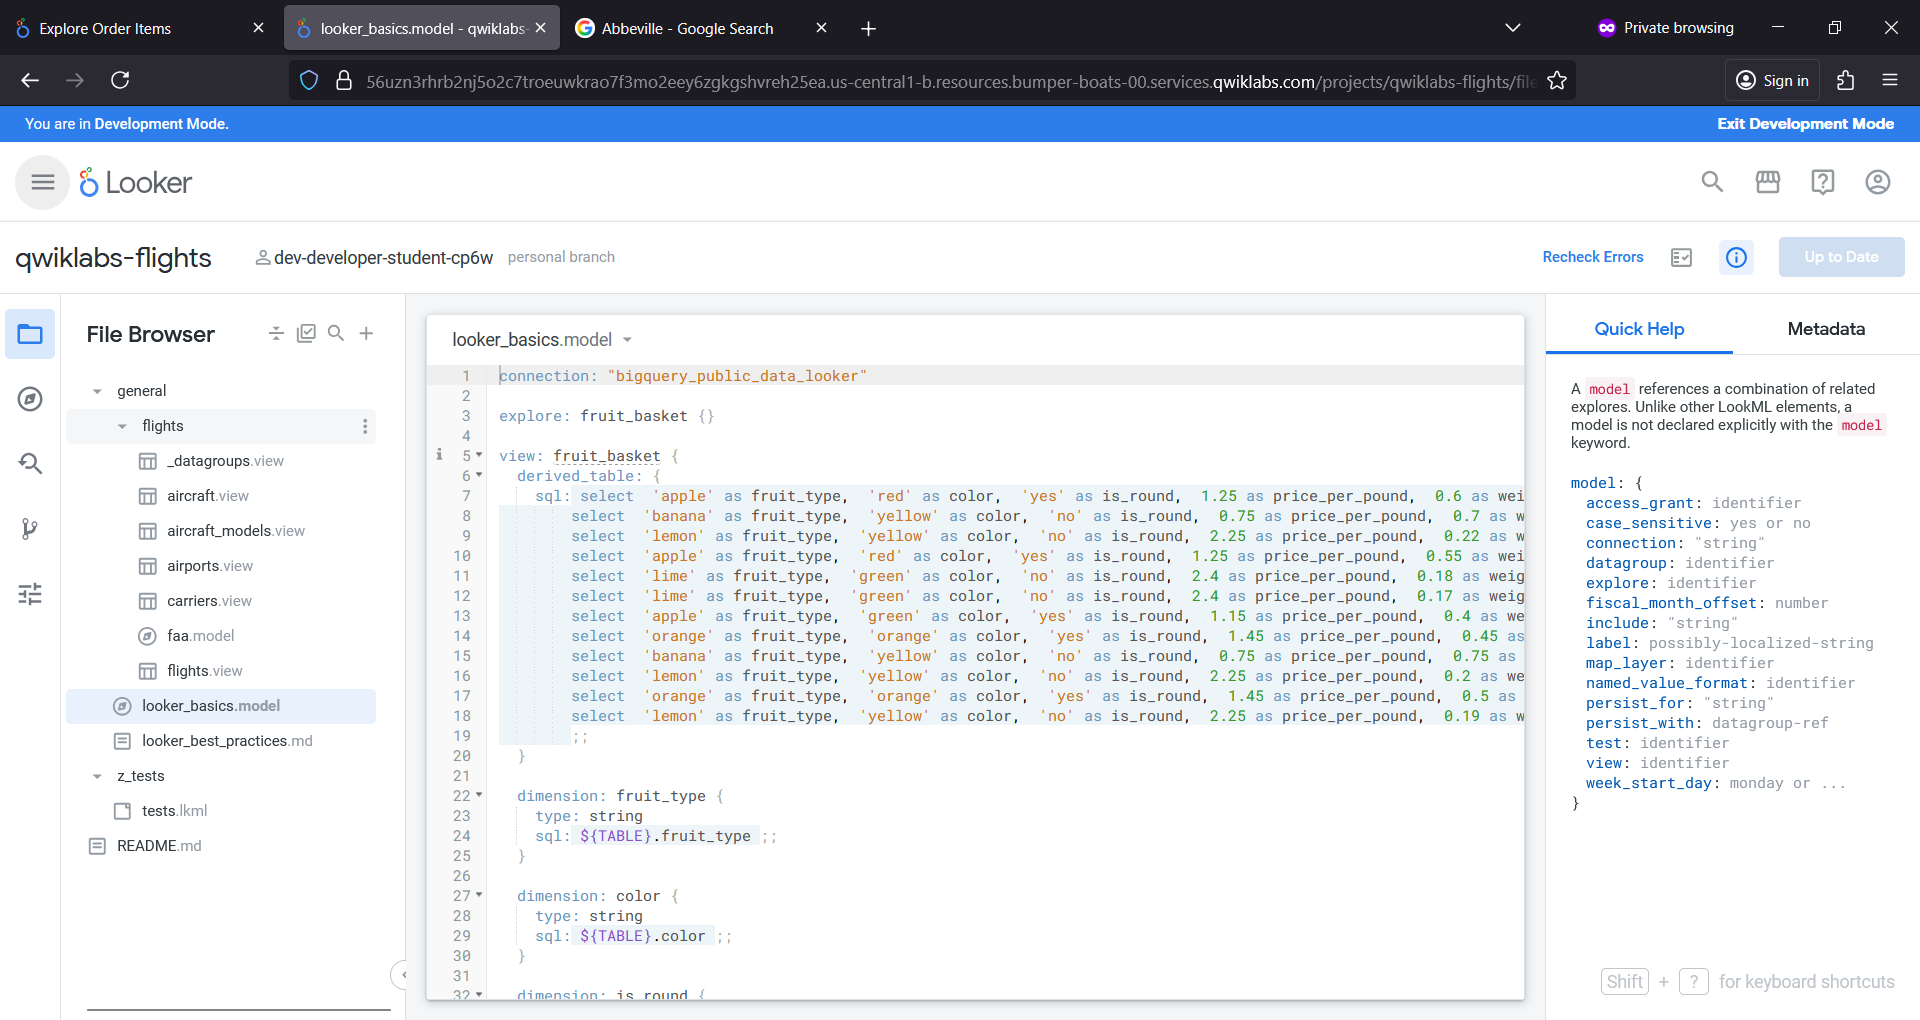 Explore Order Items
looker_basics.model - qwiklabs-
Abbeville - Google Search
Private browsing
56uzn3rhrb2nj5o2c7troeuwkrao7f3mo2eey6zgkgshvreh25ea.us-central1-b.resources.bumper-boats-00.services.qwiklabs.com/projects/qwiklabs-flights/file
Sign in
You are in Development Mode.
Exit Development Mode
Looker
qwiklabs-flights
dev-developer-student-cp6w personal branch
Recheck Errors
Up to Date
File Browser
general
flights
_datagroups.view
aircraft.view
aircraft_models.view
airports.view
carriers.view
faa.model
flights.view
looker_basics.model
looker_best_practices.md
z_tests
tests.lkml
README.md
looker_basics.model
1 connection: "bigquery_public_data_looker"
2
3 explore: fruit_basket {}
4
5 view: fruit_basket {
6 derived_table: {
7 sql: select 'apple' as fruit_type, 'red' as color, 'yes' as is_round, 1.25 as price_per_pound, 0.6 as wei
8 select 'banana' as fruit_type, 'yellow' as color, 'no' as is_round, 0.75 as price_per_pound, 0.7 as w
9 select 'lemon' as fruit_type, 'yellow' as color, 'no' as is_round, 2.25 as price_per_pound, 0.22 as w
10 select 'apple' as fruit_type, 'red' as color, 'yes' as is_round, 1.25 as price_per_pound, 0.55 as wei
11 select 'lime' as fruit_type, 'green' as color, 'no' as is_round, 2.4 as price_per_pound, 0.18 as weig
12 select 'lime' as fruit_type, 'green' as color, 'no' as is_round, 2.4 as price_per_pound, 0.17 as weig
13 select 'apple' as fruit_type, 'green' as color, 'yes' as is_round, 1.15 as price_per_pound, 0.4 as we
14 select 'orange' as fruit_type, 'orange' as color, 'yes' as is_round, 1.45 as price_per_pound, 0.45 as
15 select 'banana' as fruit_type, 'yellow' as color, 'no' as is_round, 0.75 as price_per_pound, 0.75 as
16 select 'lemon' as fruit_type, 'yellow' as color, 'no' as is_round, 2.25 as price_per_pound, 0.2 as we
17 select 'orange' as fruit_type, 'orange' as color, 'yes' as is_round, 1.45 as price_per_pound, 0.5 as
18 select 'lemon' as fruit_type, 'yellow' as color, 'no' as is_round, 2.25 as price_per_pound, 0.19 as w
19 ;;
20 }
21
22 dimension: fruit_type {
23 type: string
24 sql: ${TABLE}.fruit_type ;;
25 }
26
27 dimension: color {
28 type: string
29 sql: ${TABLE}.color ;;
30 }
31
32 dimension: is_round {
Quick Help
Metadata
A model references a combination of related
explores. Unlike other LookML elements, a
model is not declared explicitly with the model
keyword.
model: {
access_grant: identifier
case_sensitive: yes or no
connection: "string"
datagroup: identifier
explore: identifier
fiscal_month_offset: number
include: "string"
label: possibly-localized-string
map_layer: identifier
named_value_format: identifier
persist_for: "string"
persist_with: datagroup-ref
test: identifier
view: identifier
week_start_day: monday or ...
}
Shift + ? for keyboard shortcuts